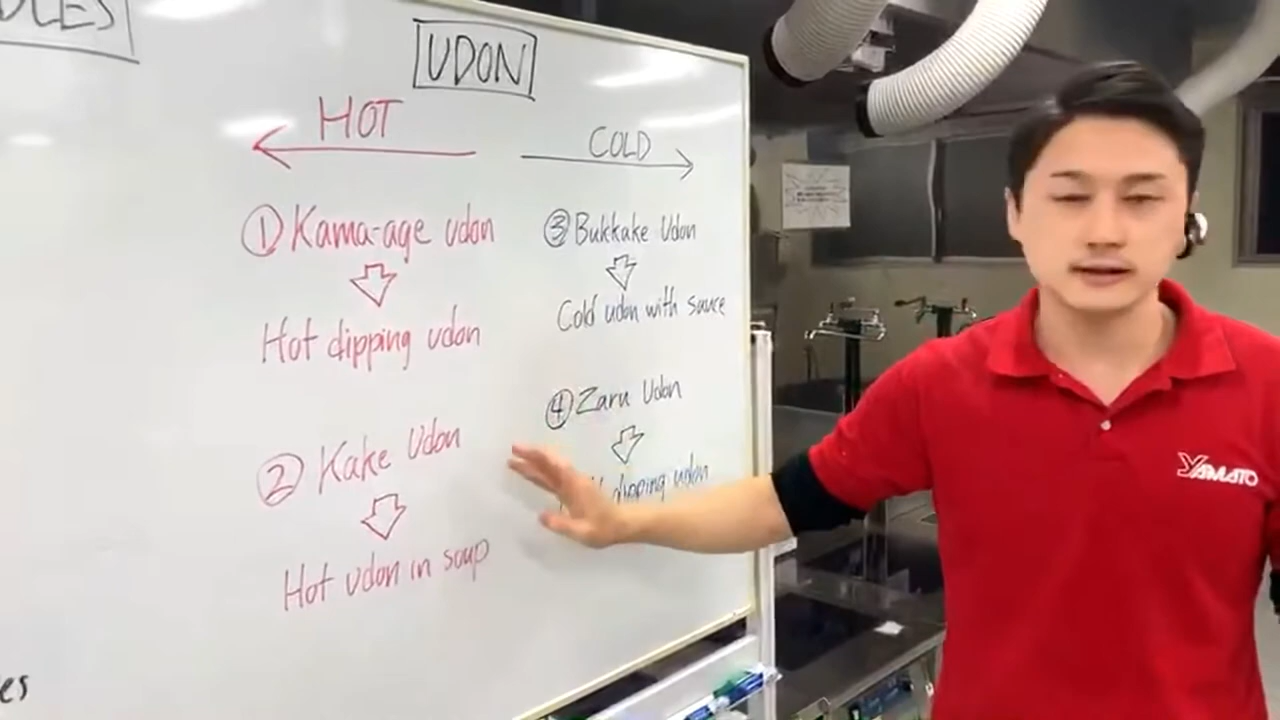 UDON
HOT
COLD
① Kama-age udon
Hot dipping udon
② Kake Udon
Hot udon in soup
③ Bukkake Udon
Cold udon with sauce
④ Zaru Udon
dipping udon
YAMATO